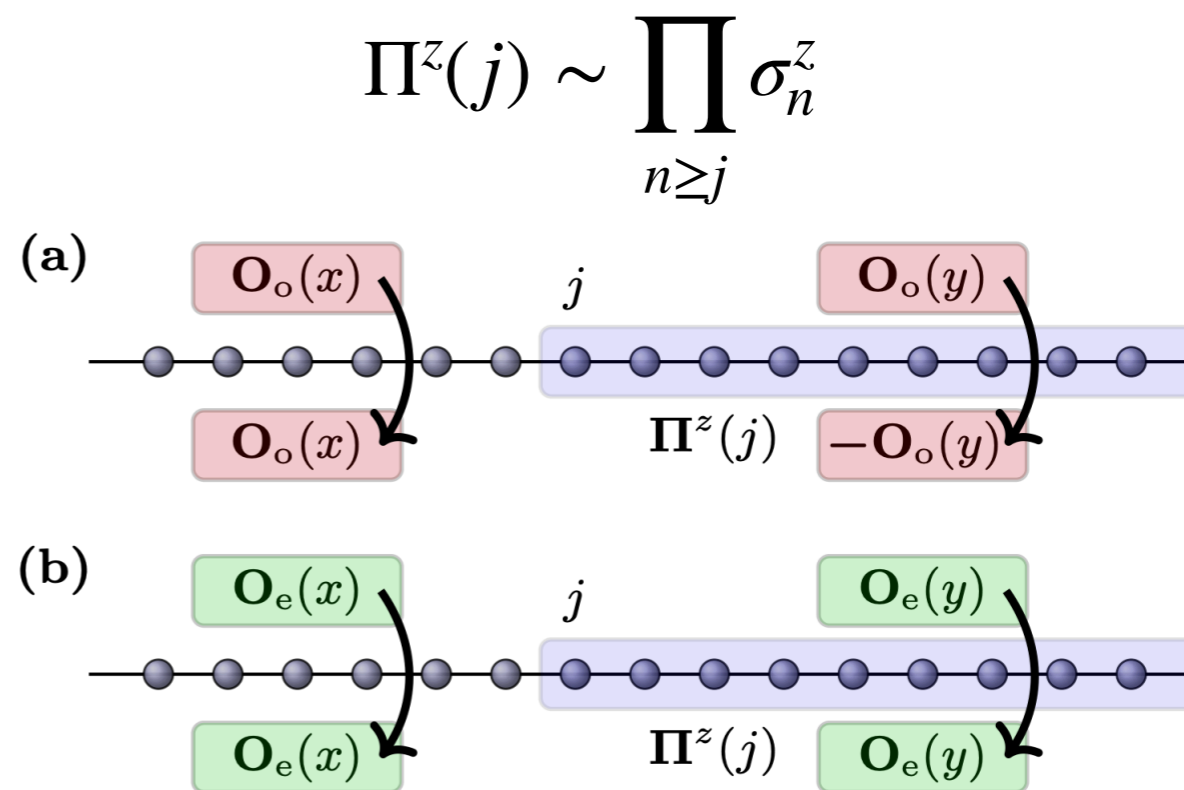 Πᶻ(j) ∼ ∏ σₙᶻ
n≥j
(a)
Oₒ(x) j Oₒ(y)
Oₒ(x) Πᶻ(j) −Oₒ(y)
(b)
Oₑ(x) j Oₑ(y)
Oₑ(x) Πᶻ(j) Oₑ(y)